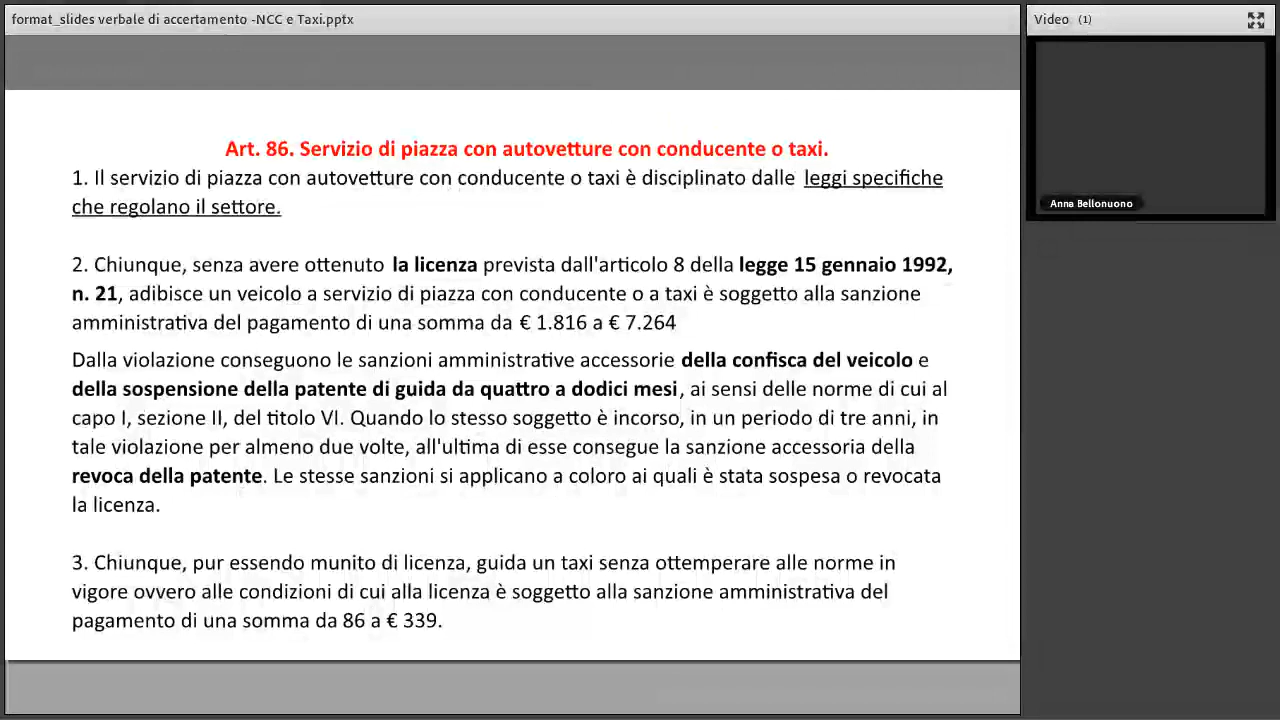 format_slides verbale di accertamento -NCC e Taxi.pptx
Video (1)
Anna Bellonuono
Art. 86. Servizio di piazza con autovetture con conducente o taxi.
1. Il servizio di piazza con autovetture con conducente o taxi è disciplinato dalle leggi specifiche
che regolano il settore.
2. Chiunque, senza avere ottenuto la licenza prevista dall'articolo 8 della legge 15 gennaio 1992,
n. 21, adibisce un veicolo a servizio di piazza con conducente o a taxi è soggetto alla sanzione
amministrativa del pagamento di una somma da € 1.816 a € 7.264
Dalla violazione conseguono le sanzioni amministrative accessorie della confisca del veicolo e
della sospensione della patente di guida da quattro a dodici mesi, ai sensi delle norme di cui al
capo I, sezione II, del titolo VI. Quando lo stesso soggetto è incorso, in un periodo di tre anni, in
tale violazione per almeno due volte, all'ultima di esse consegue la sanzione accessoria della
revoca della patente. Le stesse sanzioni si applicano a coloro ai quali è stata sospesa o revocata
la licenza.
3. Chiunque, pur essendo munito di licenza, guida un taxi senza ottemperare alle norme in
vigore ovvero alle condizioni di cui alla licenza è soggetto alla sanzione amministrativa del
pagamento di una somma da 86 a € 339.